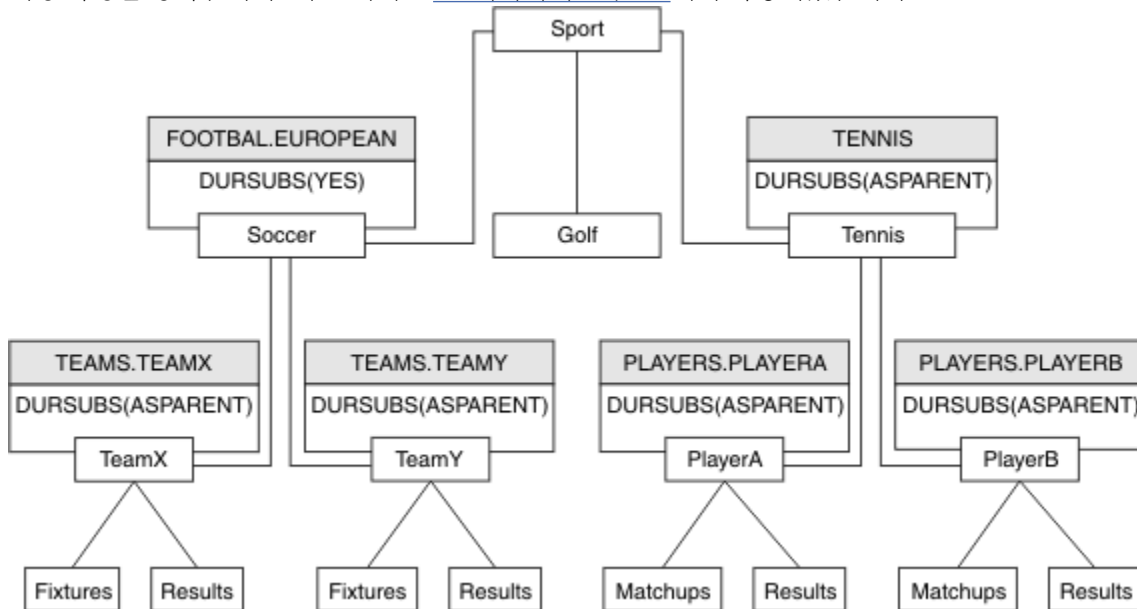 Sport
FOOTBAL.EUROPEAN
TENNIS
DURSUBS(YES)
DURSUBS(ASPARENT)
Soccer
Golf
Tennis
TEAMS.TEAMX
TEAMS.TEAMY
PLAYERS.PLAYERA
PLAYERS.PLAYERB
DURSUBS(ASPARENT)
DURSUBS(ASPARENT)
DURSUBS(ASPARENT)
DURSUBS(ASPARENT)
TeamX
TeamY
PlayerA
PlayerB
Fixtures
Results
Fixtures
Results
Matchups
Results
Matchups
Results